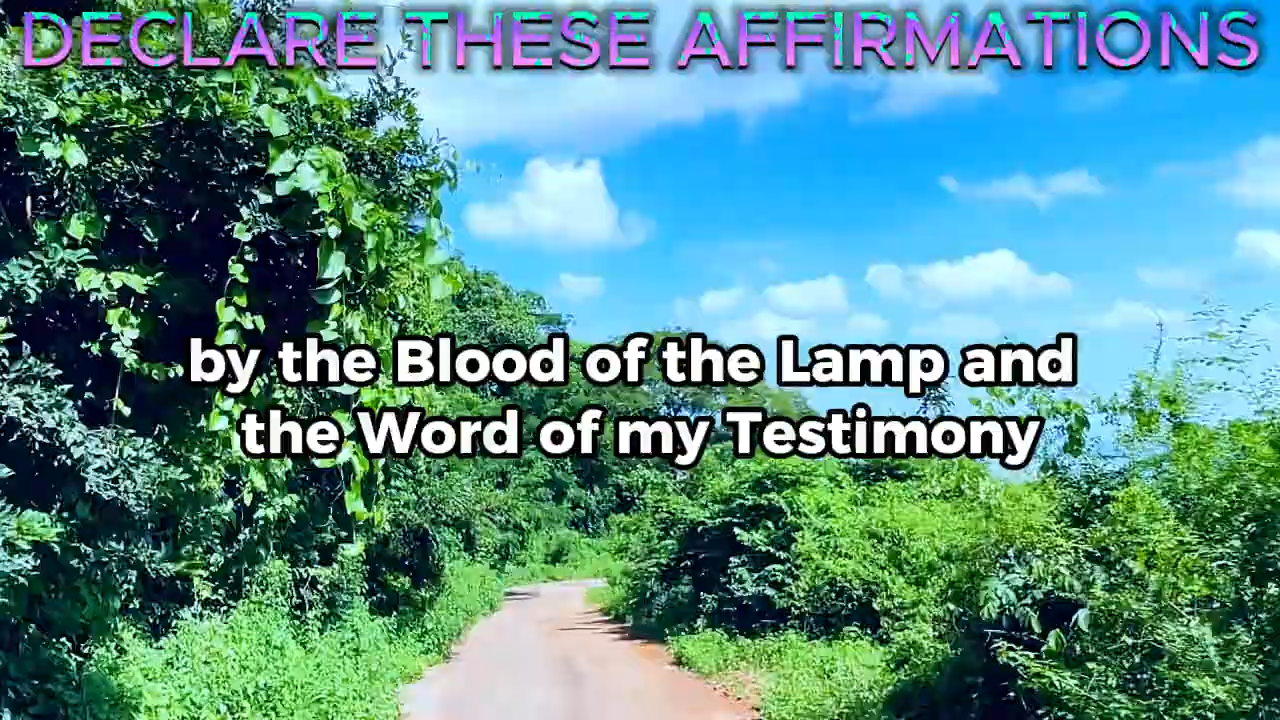 DECLARE THESE AFFIRMATIONS
by the Blood of the Lamp and
the Word of my Testimony